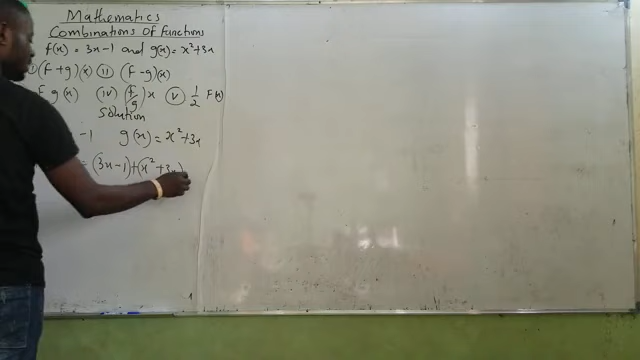 Mathematics
Combinations Of Functions
f(x) = 3x-1 and g(x) = x²+3x
i) (F+g)(x) (ii) (F-g)(x)
F g(x) (iv) (f/g)x (v) 1/2 F(x)
Solution
-1 g(x) = x²+3x
= (3x-1)+(x²+3x)